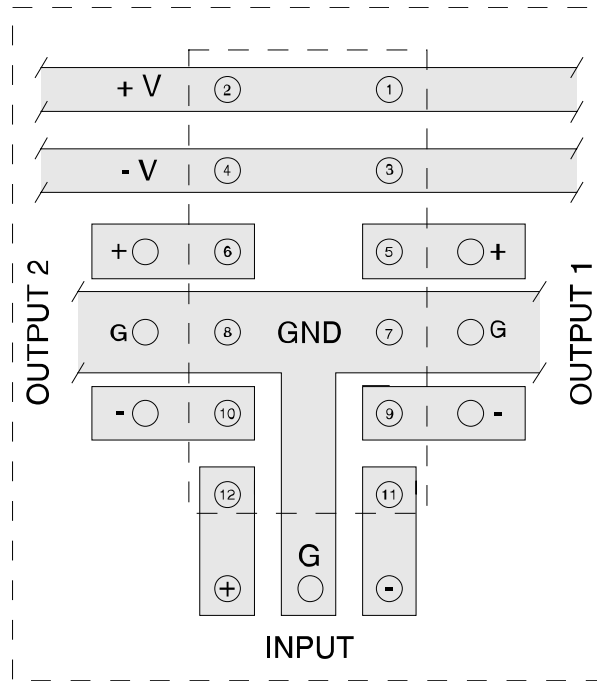 + V 2 1
- V 4 3
+ 6 5 +
OUTPUT 2
G 8 GND 7 G
OUTPUT 1
- 10 9 -
12 11
G
+ -
INPUT